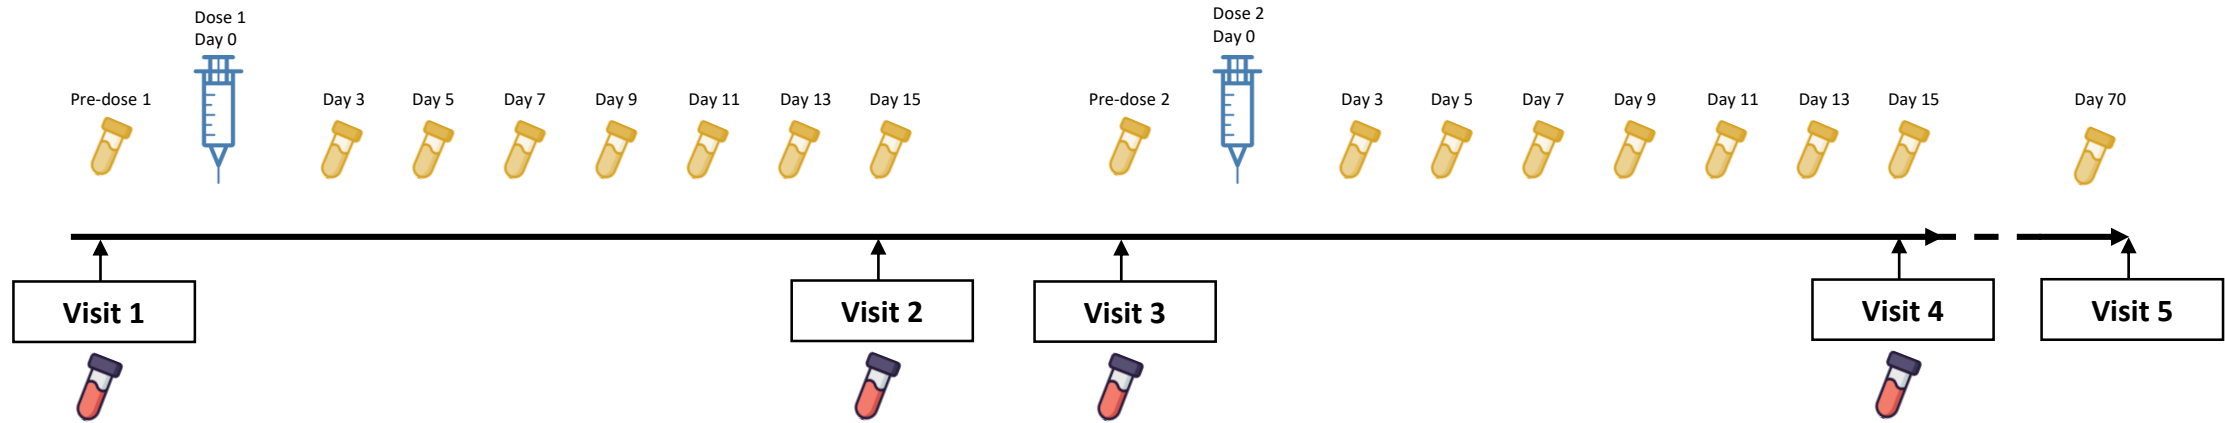 Dose 1
Day 0
Dose 2
Day 0
Pre-dose 1
Day 3
Day 5
Day 7
Day 9
Day 11
Day 13
Day 15
Pre-dose 2
Day 3
Day 5
Day 7
Day 9
Day 11
Day 13
Day 15
Day 70
Visit 1
Visit 2
Visit 3
Visit 4
Visit 5